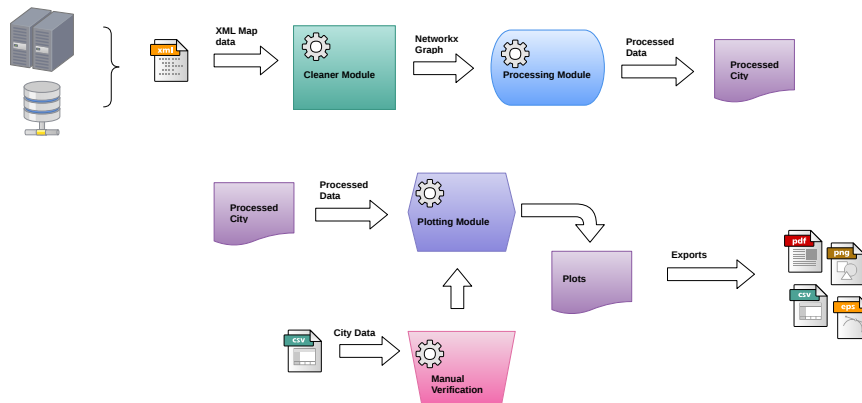 xml
XML Map
data
Cleaner Module
Networkx
Graph
Processing Module
Processed
Data
Processed
City
Processed
City
Processed
Data
Plotting Module
Plots
Exports
pdf
png
csv
eps
csv
City Data
Manual
Verification